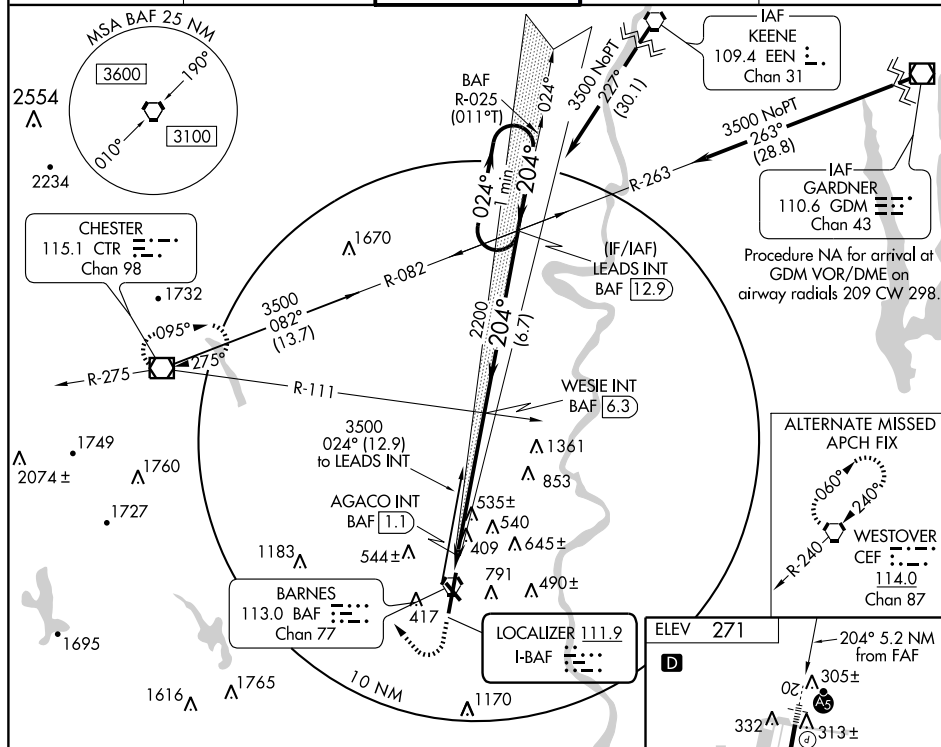 MSA BAF 25 NM
3600
190°
3100
010°
2554
2234
IAF
KEENE
109.4 EEN
Chan 31
BAF
R-025
(011°T)
024°
3500 NoPT
227°
(30.1)
3500 NoPT
263°
(28.8)
IAF
GARDNER
110.6 GDM
Chan 43
Procedure NA for arrival at
GDM VOR/DME on
airway radials 209 CW 298.
024°
1 min
204°
R-263
CHESTER
115.1 CTR
Chan 98
1670
R-082
(IF/IAF)
LEADS INT
BAF 12.9
1732
3500
082°
(13.7)
2200
204°
(6.7)
095°
275°
R-275
R-111
WESIE INT
BAF 6.3
3500
024° (12.9)
to LEADS INT
1749
2074±
1760
1727
1361
853
AGACO INT
BAF 1.1
535±
540
409
645±
1183
544±
791
490±
BARNES
113.0 BAF
Chan 77
417
LOCALIZER 111.9
I-BAF
1695
1616
1765
10 NM
1170
ALTERNATE MISSED
APCH FIX
060°
240°
R-240
WESTOVER
CEF
114.0
Chan 87
ELEV 271
D
204° 5.2 NM
from FAF
20
305±
A5
332
313±